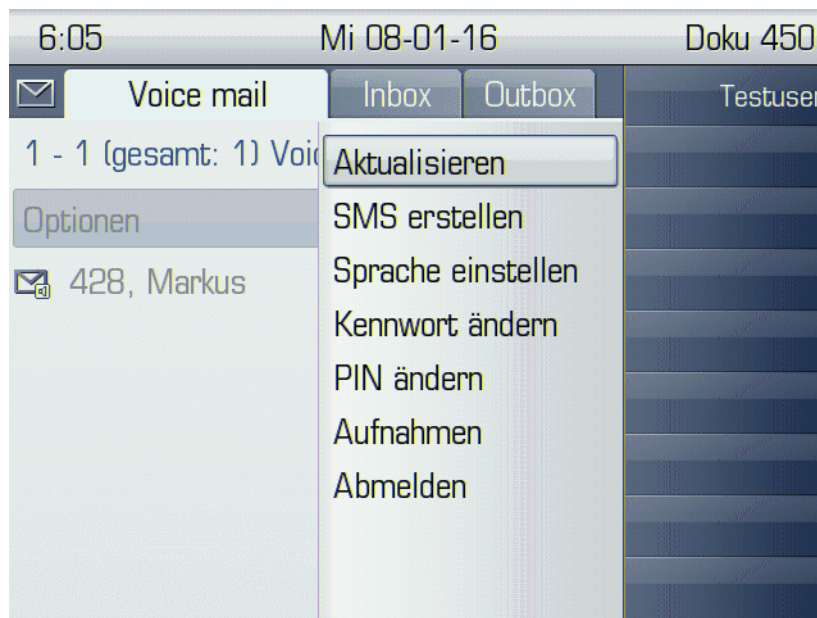 6:05 Mi 08-01-16 Doku 450
Voice mail Inbox Outbox Testuser
1 - 1 (gesamt: 1) Voi
Optionen
428, Markus
Aktualisieren
SMS erstellen
Sprache einstellen
Kennwort ändern
PIN ändern
Aufnahmen
Abmelden